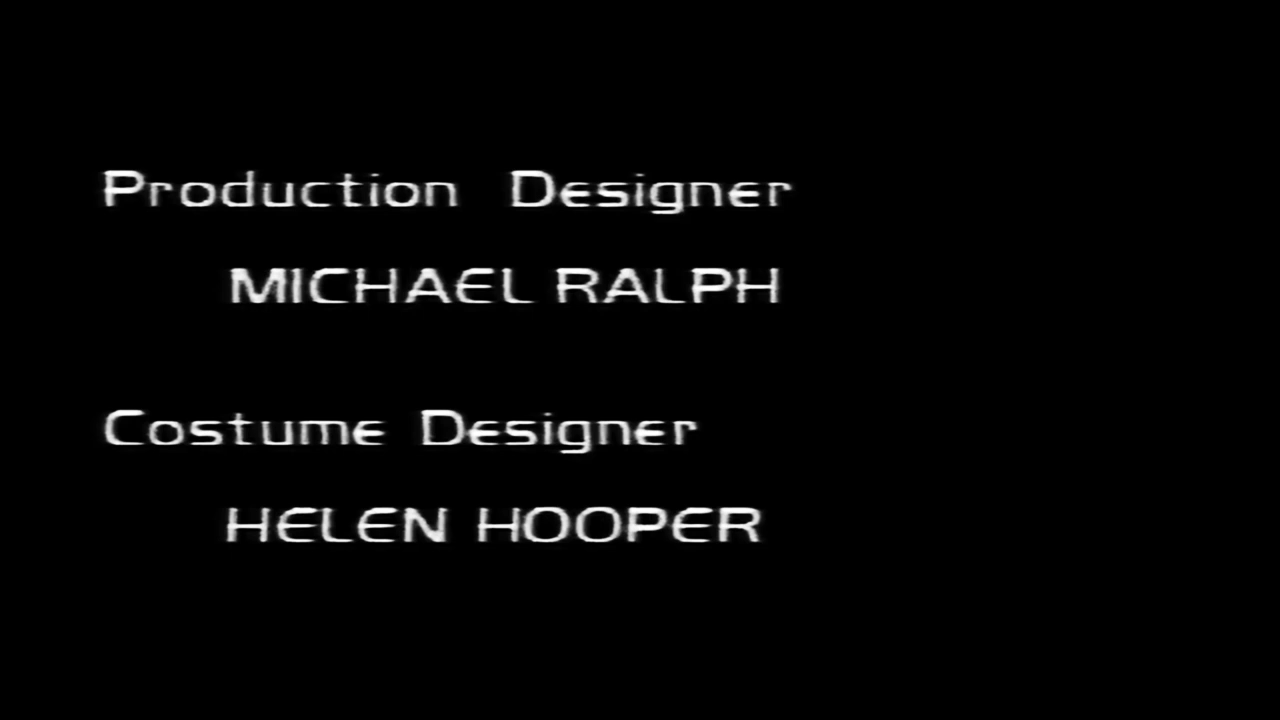 Production Designer
MICHAEL RALPH
Costume Designer
HELEN HOOPER